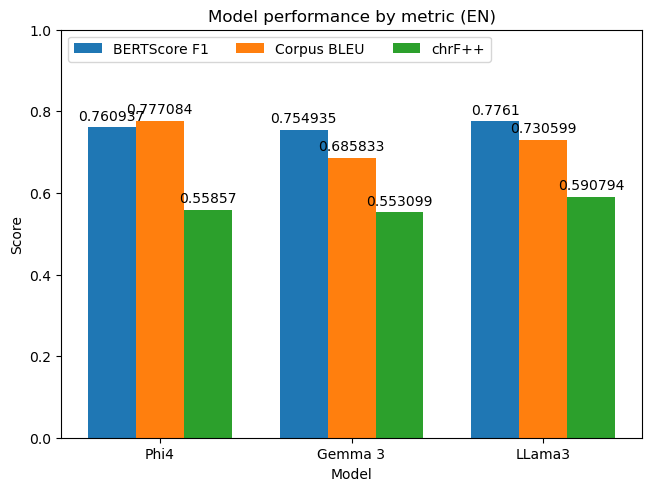 Model performance by metric (EN)
BERTScore F1 Corpus BLEU chrF++
1.0
0.8
0.6
0.4
0.2
0.0
Score
0.760937 0.777084 0.55857
0.754935 0.685833 0.553099
0.7761 0.730599 0.590794
Phi4 Gemma 3 LLama3
Model